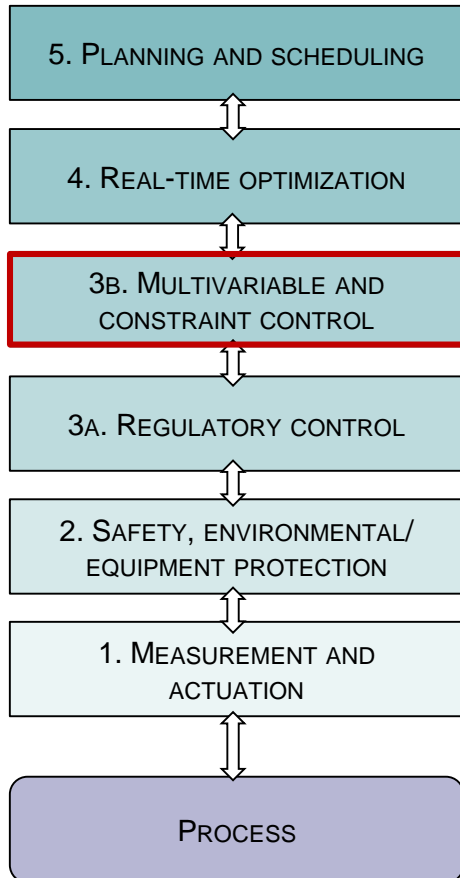 5. PLANNING AND SCHEDULING
4. REAL-TIME OPTIMIZATION
3B. MULTIVARIABLE AND
CONSTRAINT CONTROL
3A. REGULATORY CONTROL
2. SAFETY, ENVIRONMENTAL/
EQUIPMENT PROTECTION
1. MEASUREMENT AND
ACTUATION
PROCESS